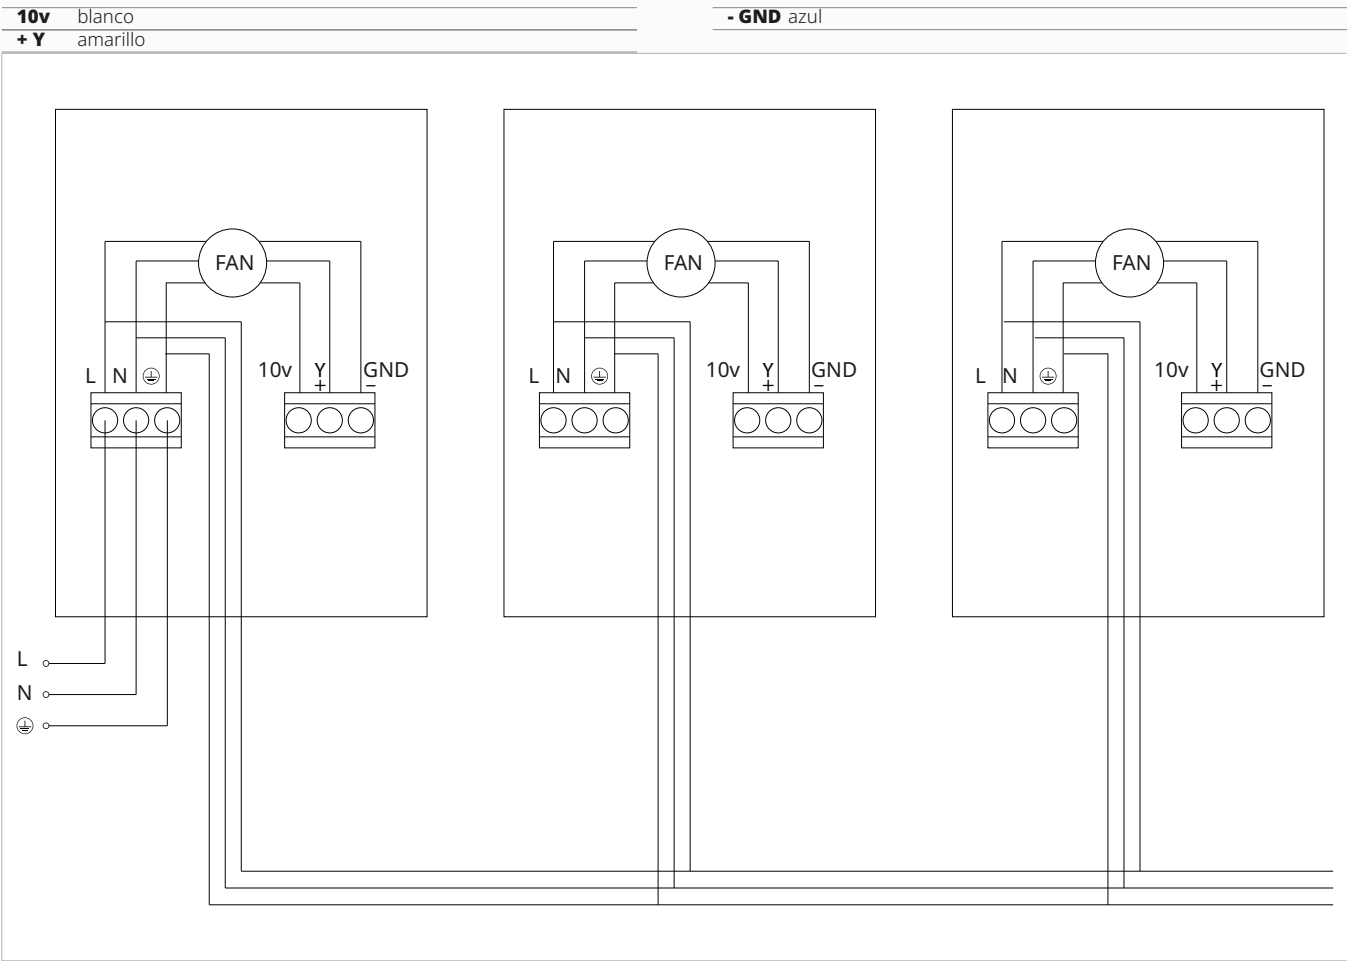 10v blanco
- GND azul
+ Y amarillo
FAN
FAN
FAN
L N 10v Y GND
+ −
L N 10v Y GND
+ −
L N 10v Y GND
+ −
L
N